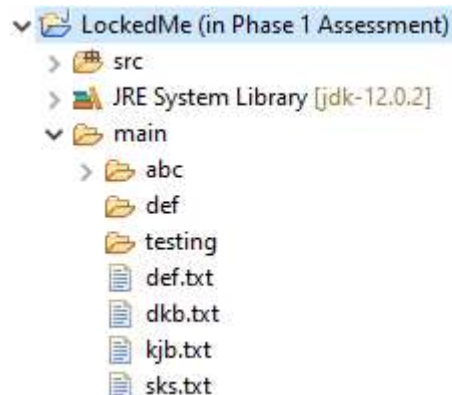 LockedMe (in Phase 1 Assessment)
src
JRE System Library [jdk-12.0.2]
main
abc
def
testing
def.txt
dkb.txt
kjb.txt
sks.txt